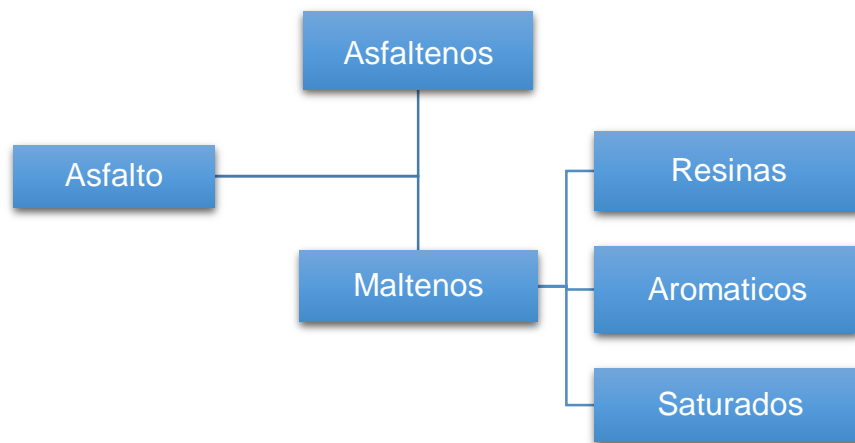 Asfaltenos
Asfalto
Maltenos
Resinas
Aromaticos
Saturados